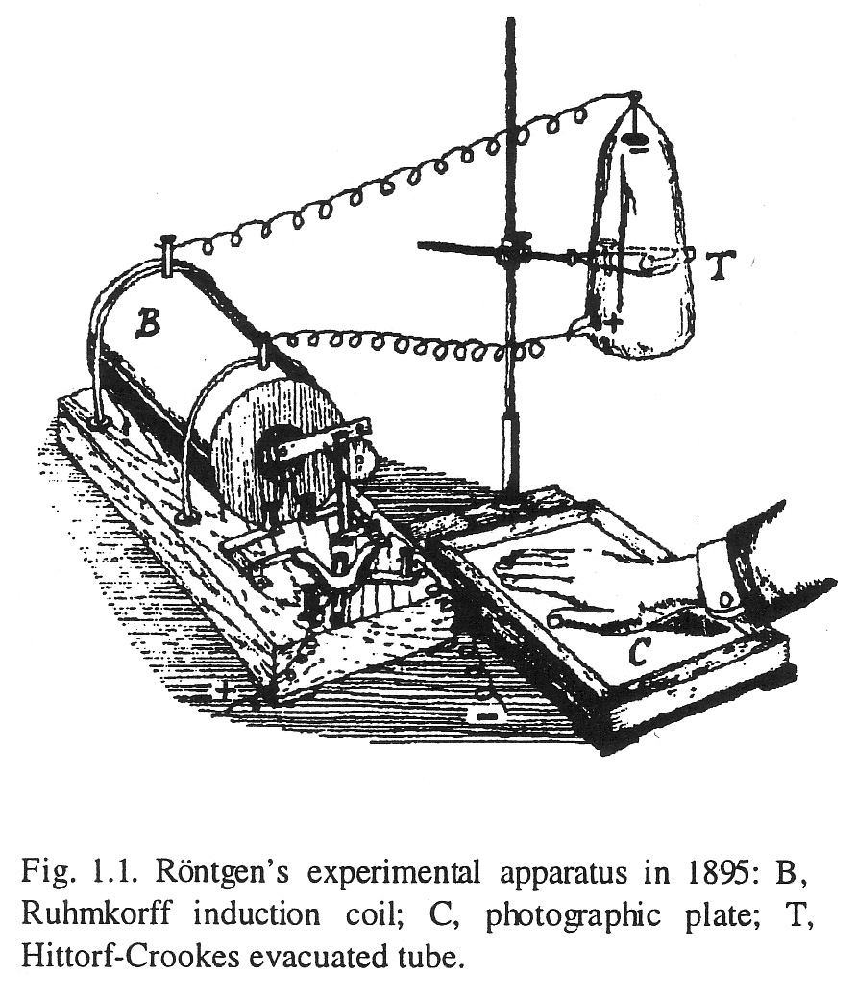 T
B
+
C
+
-
Fig. 1.1. Röntgen's experimental apparatus in 1895: B,
Ruhmkorff induction coil; C, photographic plate; T,
Hittorf-Crookes evacuated tube.